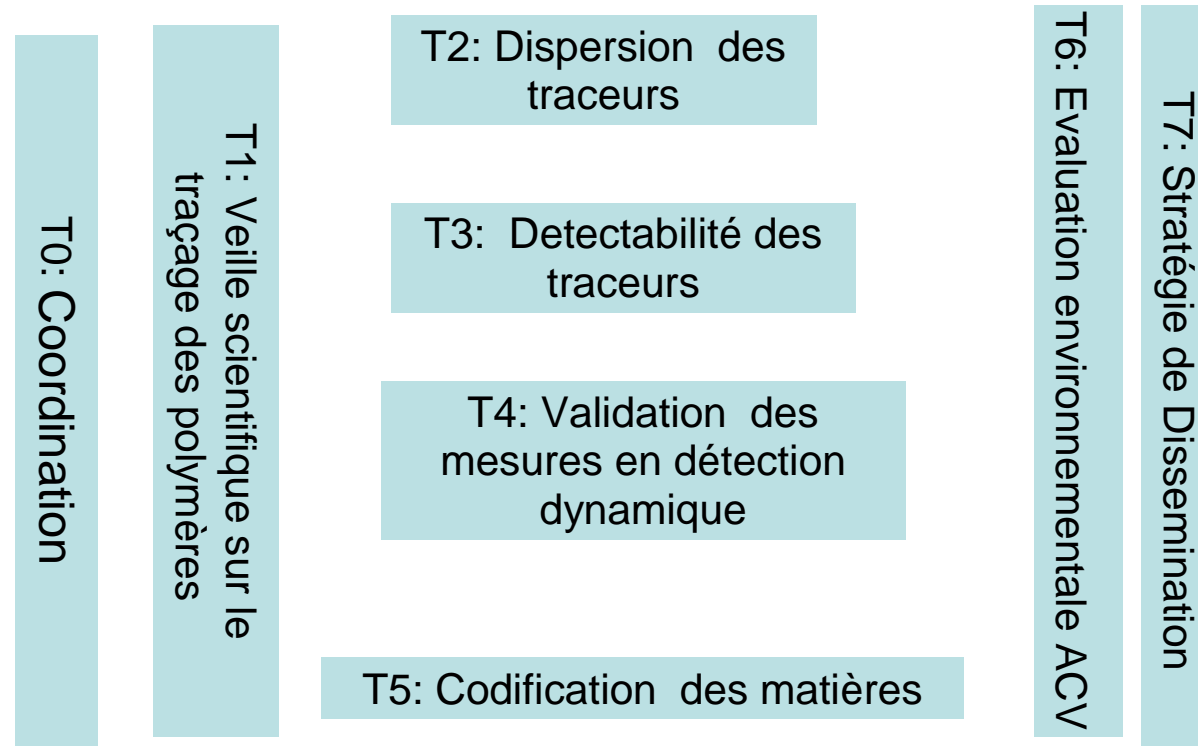 T0: Coordination
T1: Veille scientifique sur le
traçage des polymères
T2: Dispersion des
traceurs
T3: Detectabilité des
traceurs
T4: Validation des
mesures en détection
dynamique
T5: Codification des matières
T6: Evaluation environnementale ACV
T7: Stratégie de Dissemination